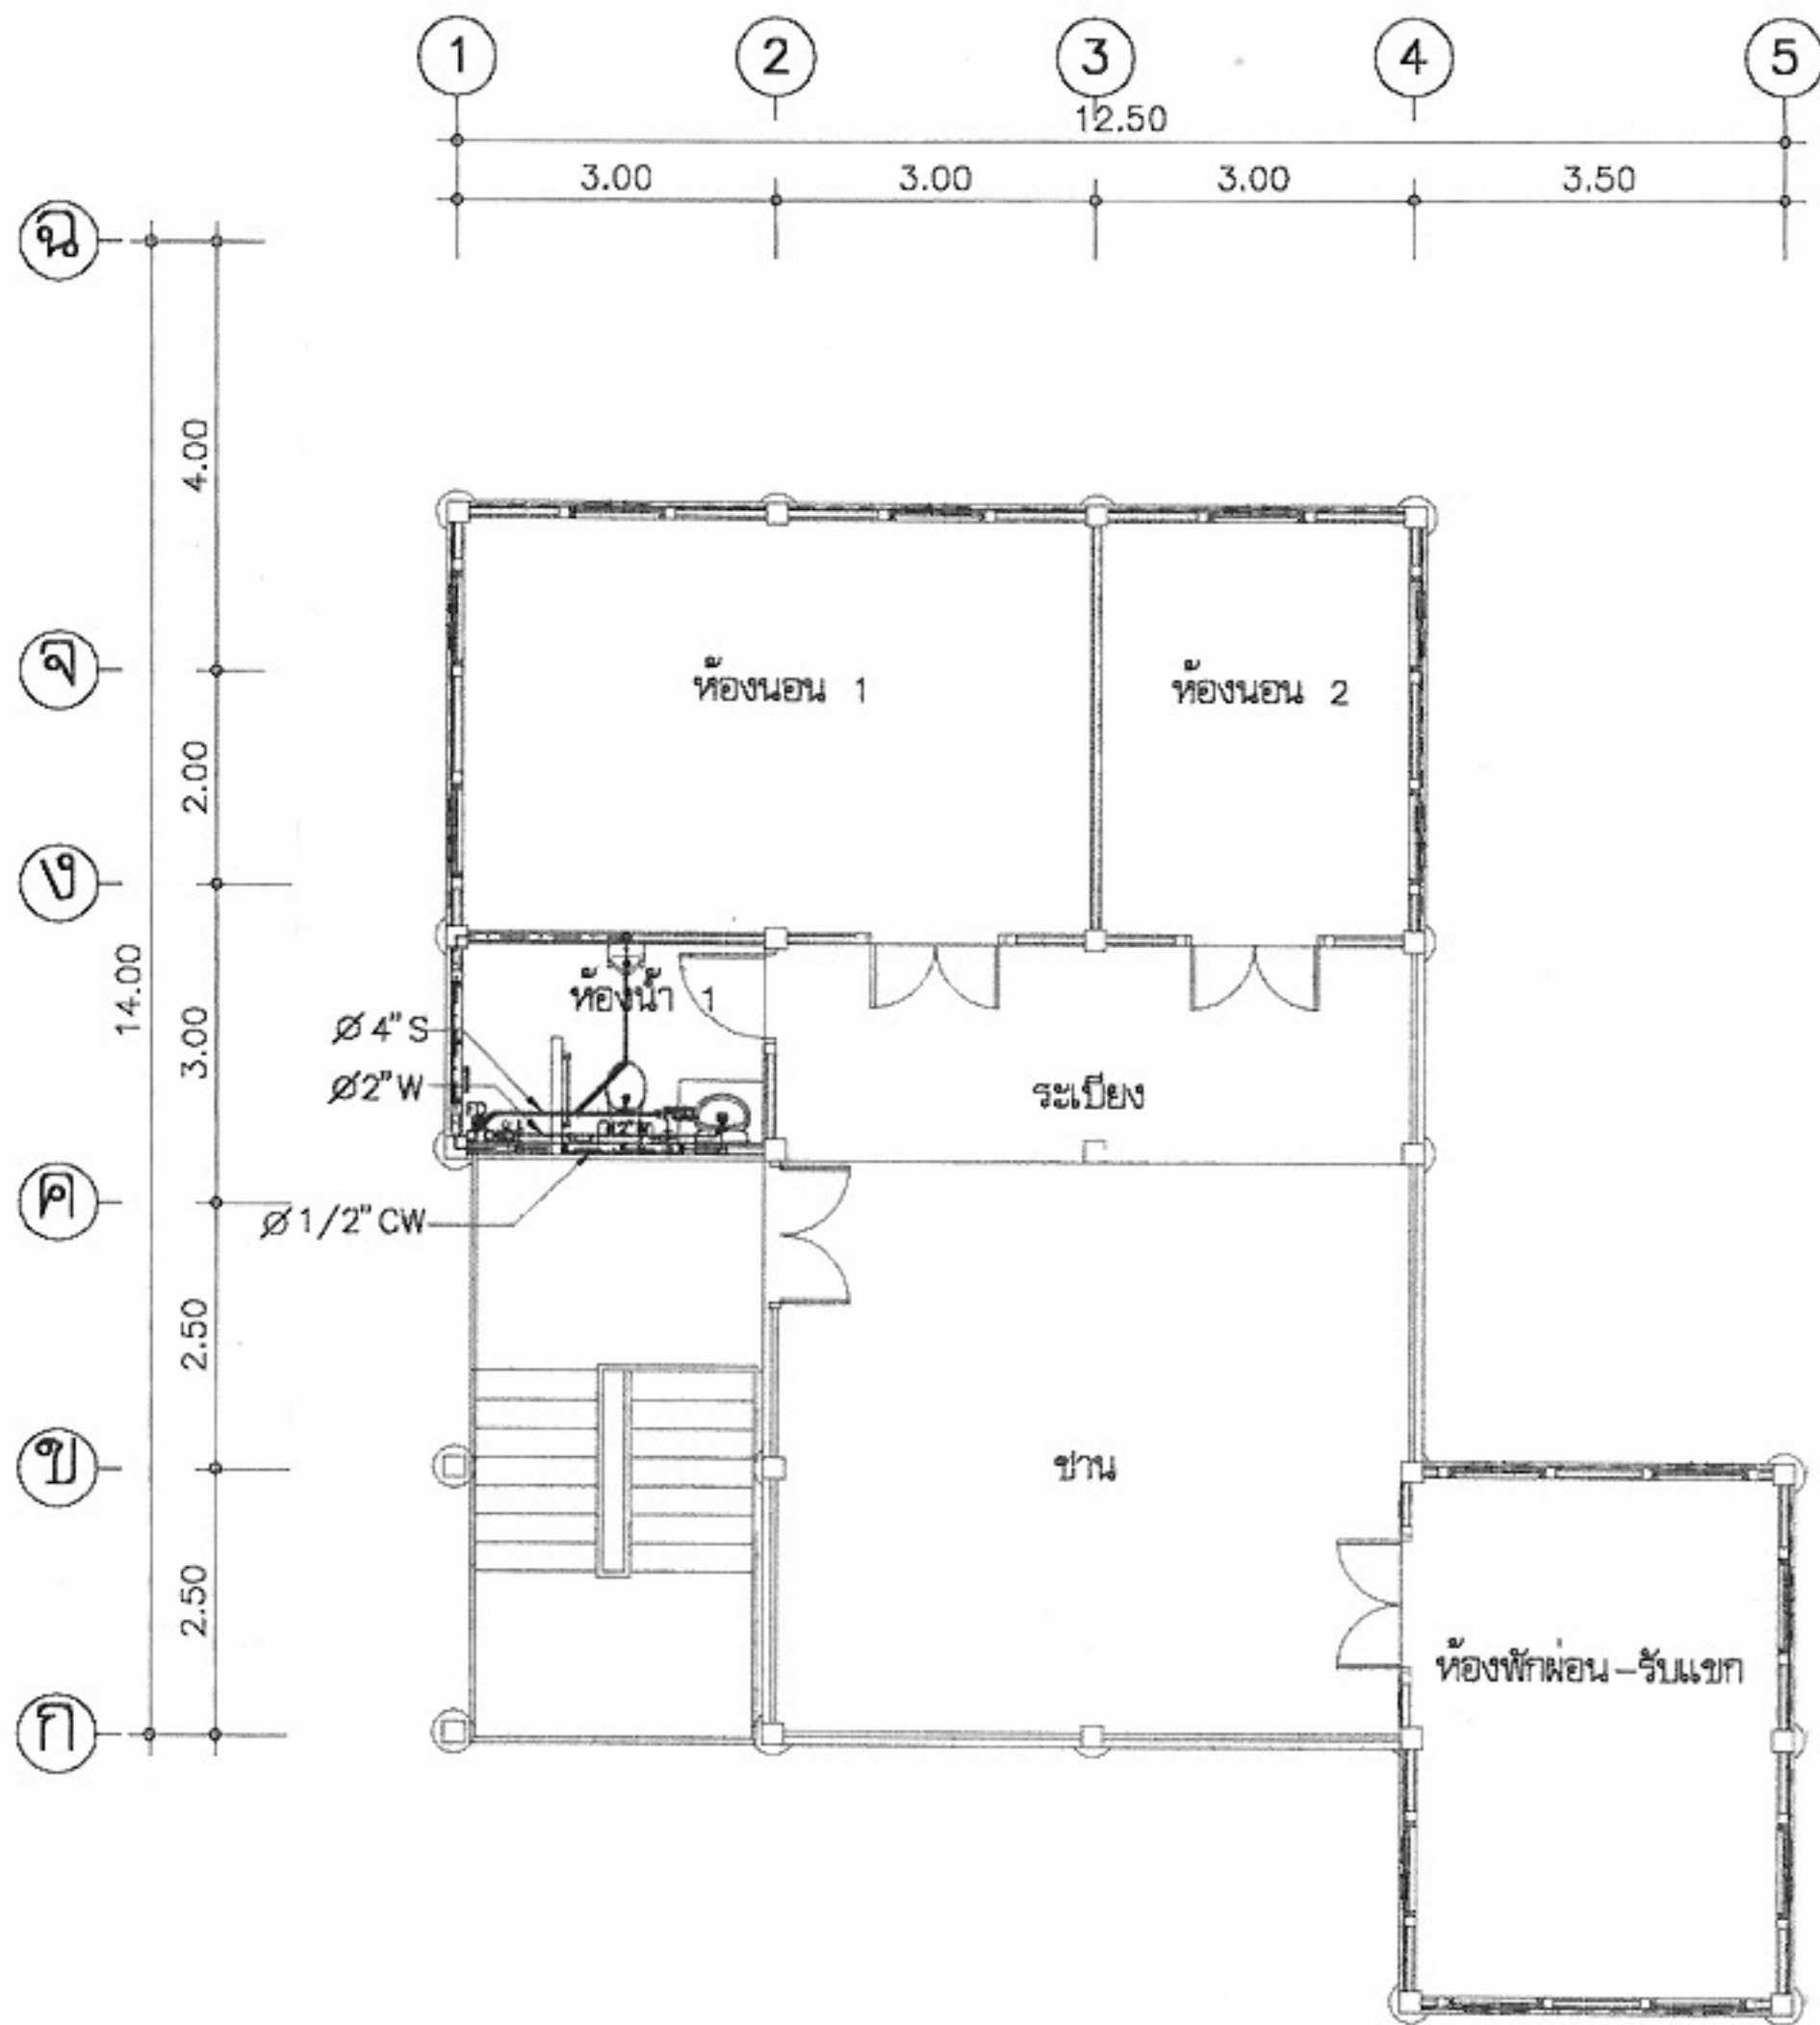 1 2 3 4 5
12.50
3.00 3.00 3.00 3.50
ฉ
4.00
จ
ห้องนอน 1 ห้องนอน 2
2.00
ง
14.00
ห้องน้ำ 1
Ø 4" S
3.00
Ø2" W
ระเบียง
ค
Ø 1/2" CW
2.50
ข
ชาน
2.50
ห้องพักผ่อน-รับแขก
ก